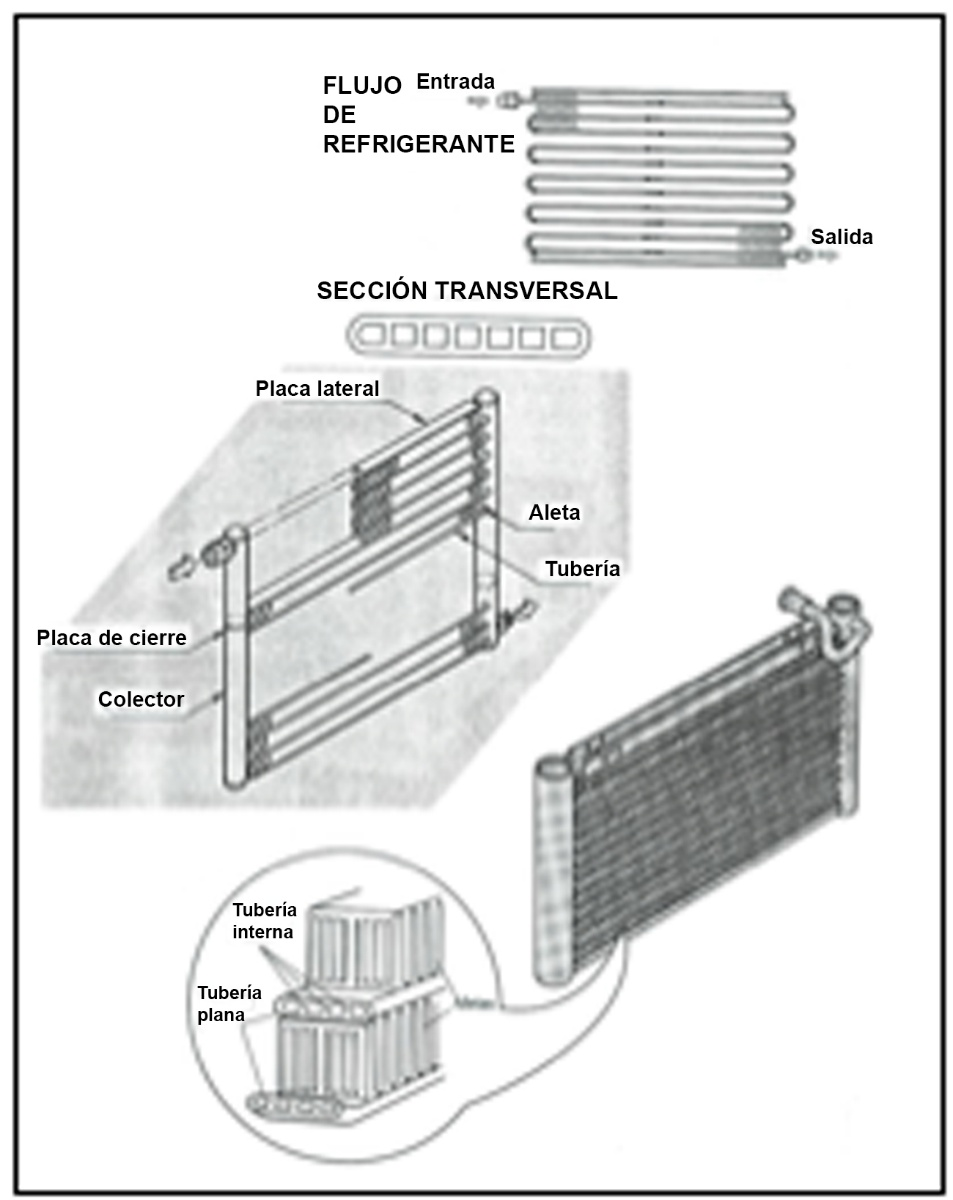 FLUJO Entrada
DE
REFRIGERANTE
Salida
SECCIÓN TRANSVERSAL
Placa lateral
Aleta
Tubería
Placa de cierre
Colector
Tubería
interna
Tubería
plana